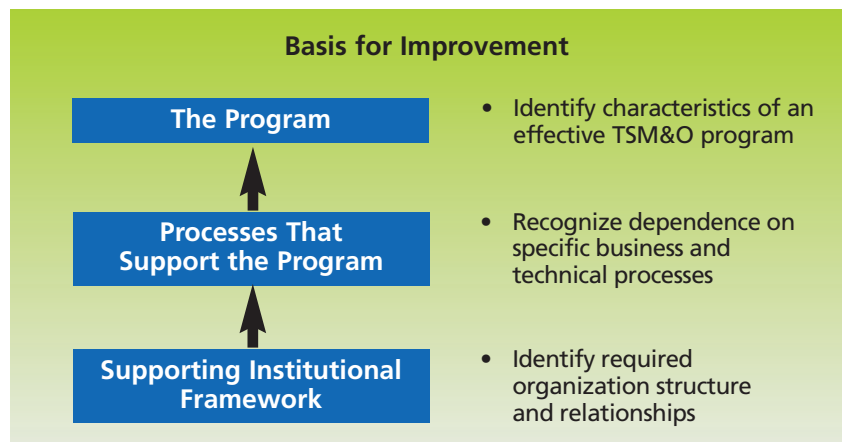 Basis for Improvement
The Program
• Identify characteristics of an
effective TSM&O program
Processes That
Support the Program
• Recognize dependence on
specific business and
technical processes
Supporting Institutional
Framework
• Identify required
organization structure
and relationships